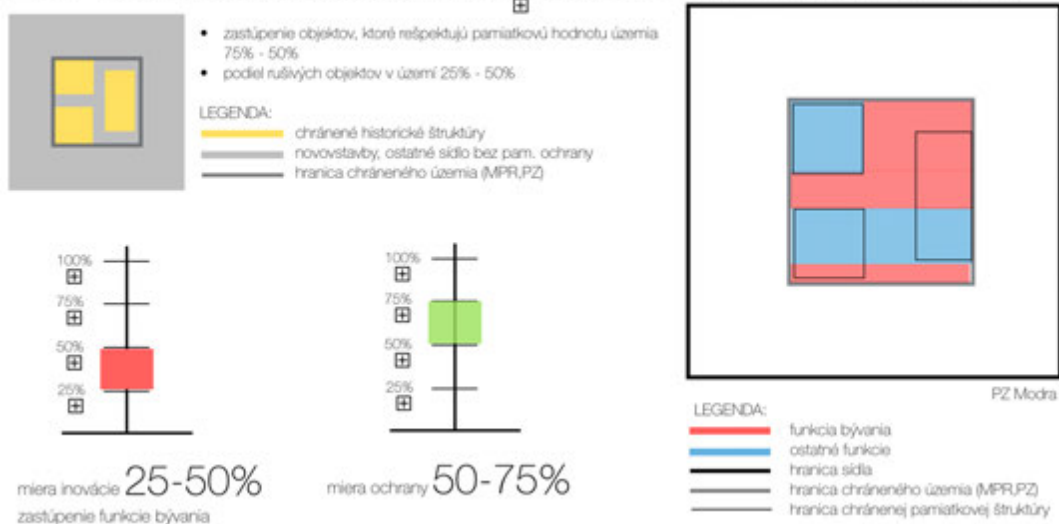 • zastúpenie objektov, ktoré rešpektujú pamiatkovú hodnotu územia
75% - 50%
• podiel rušivých objektov v území 25% - 50%
LEGENDA:
chránené historické štruktúry
novovstavby, ostatné sídlo bez pam. ochrany
hranica chráneného územia (MPR,PZ)
100%
75%
50%
25%
miera inovácie 25-50%
zastúpenie funkcie bývania
100%
75%
50%
25%
miera ochrany 50-75%
PZ Modra
LEGENDA:
funkcia bývania
ostatné funkcie
hranica sídla
hranica chráneného územia (MPR,PZ)
hranica chránenej pamiatkovej štruktúry